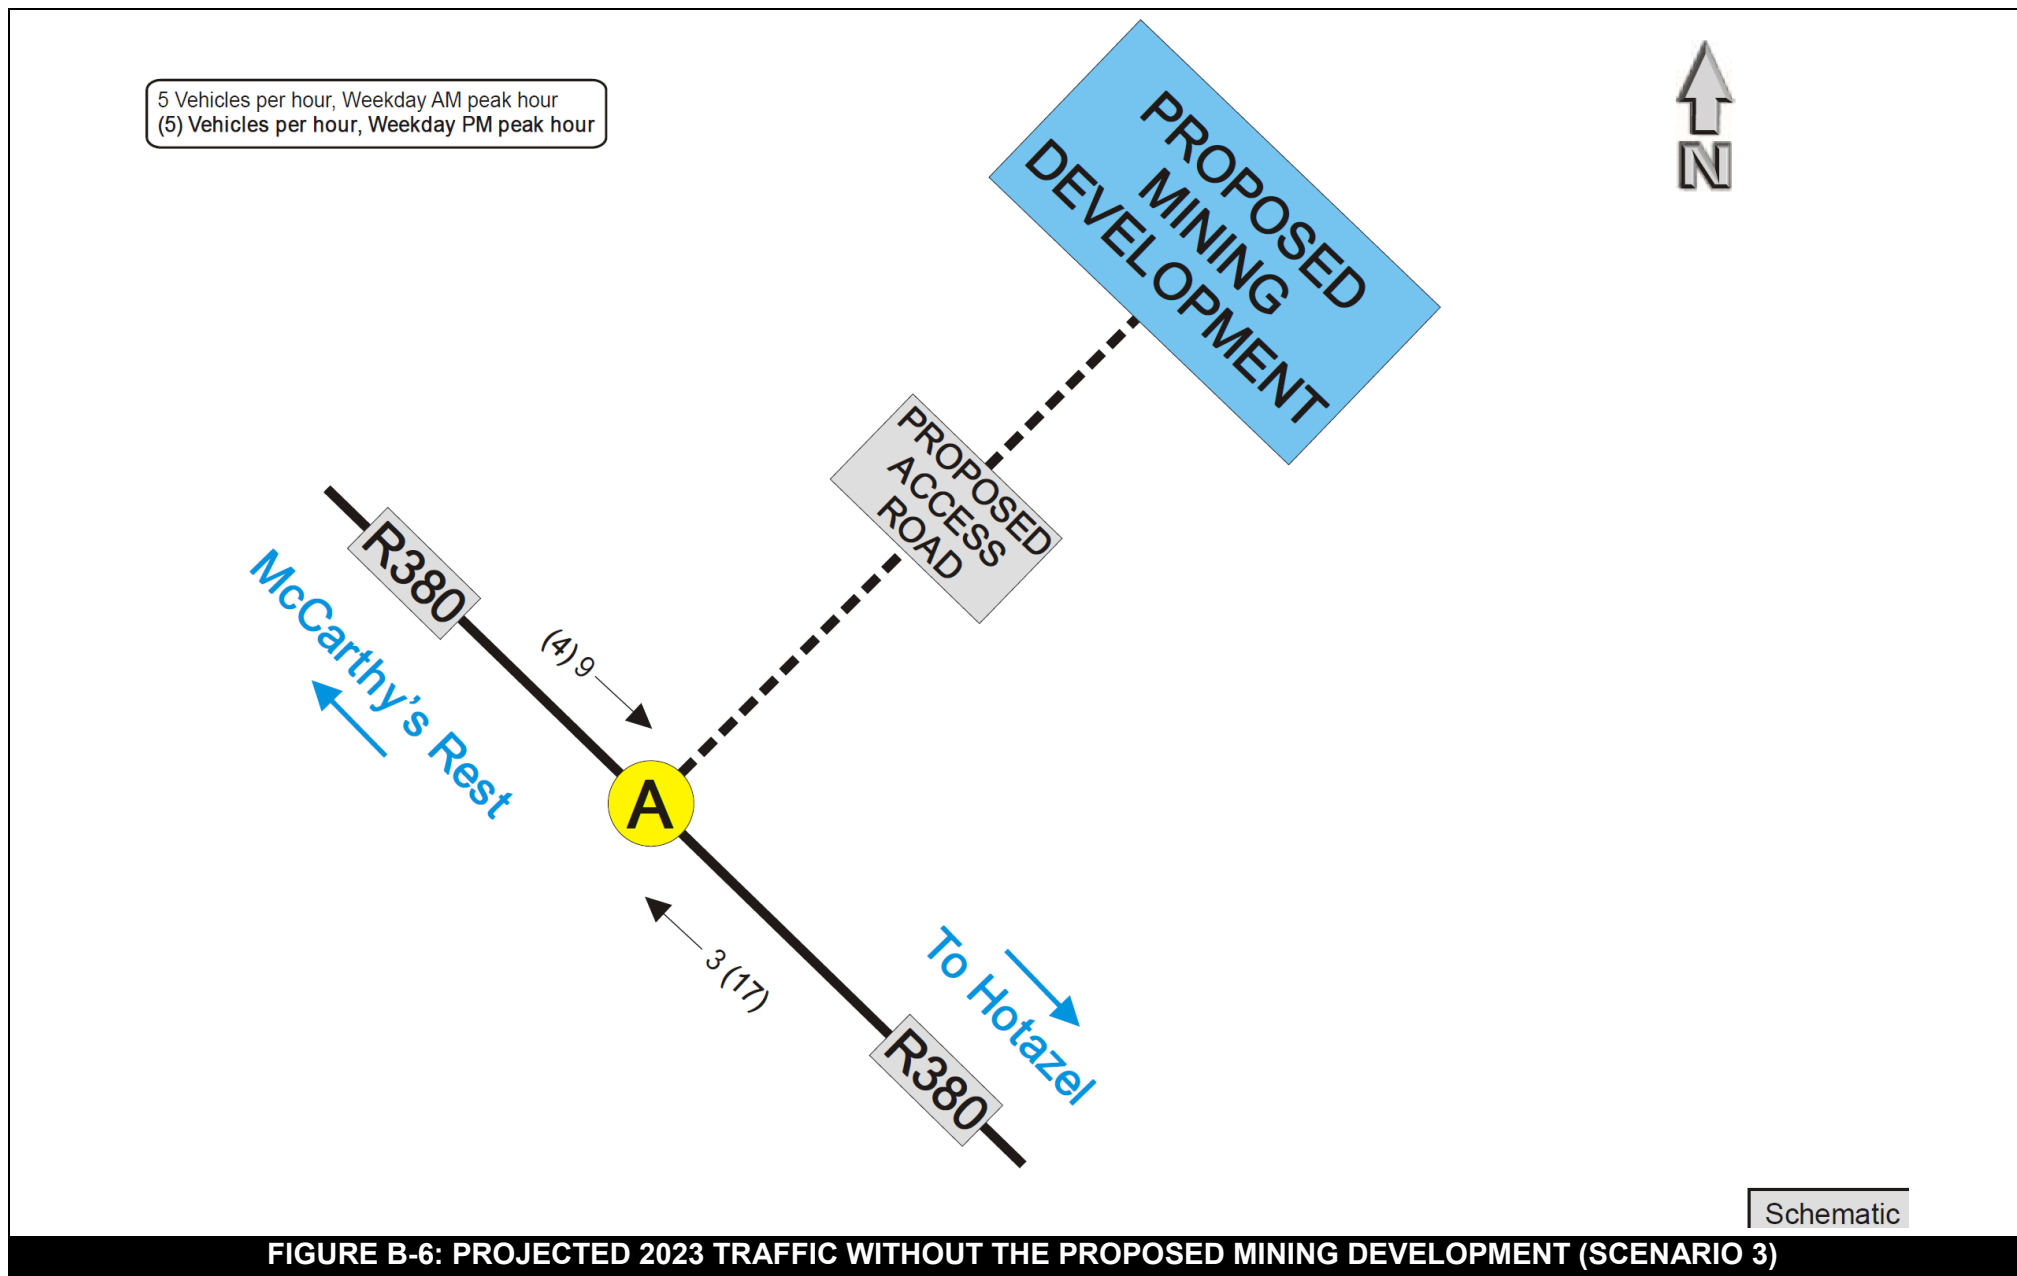 5 Vehicles per hour, Weekday AM peak hour
(5) Vehicles per hour, Weekday PM peak hour
N
PROPOSED
MINING
DEVELOPMENT
PROPOSED
ACCESS
ROAD
R380
McCarthy's Rest
(4) 9
A
3 (17)
To Hotazel
R380
Schematic
FIGURE B-6: PROJECTED 2023 TRAFFIC WITHOUT THE PROPOSED MINING DEVELOPMENT (SCENARIO 3)